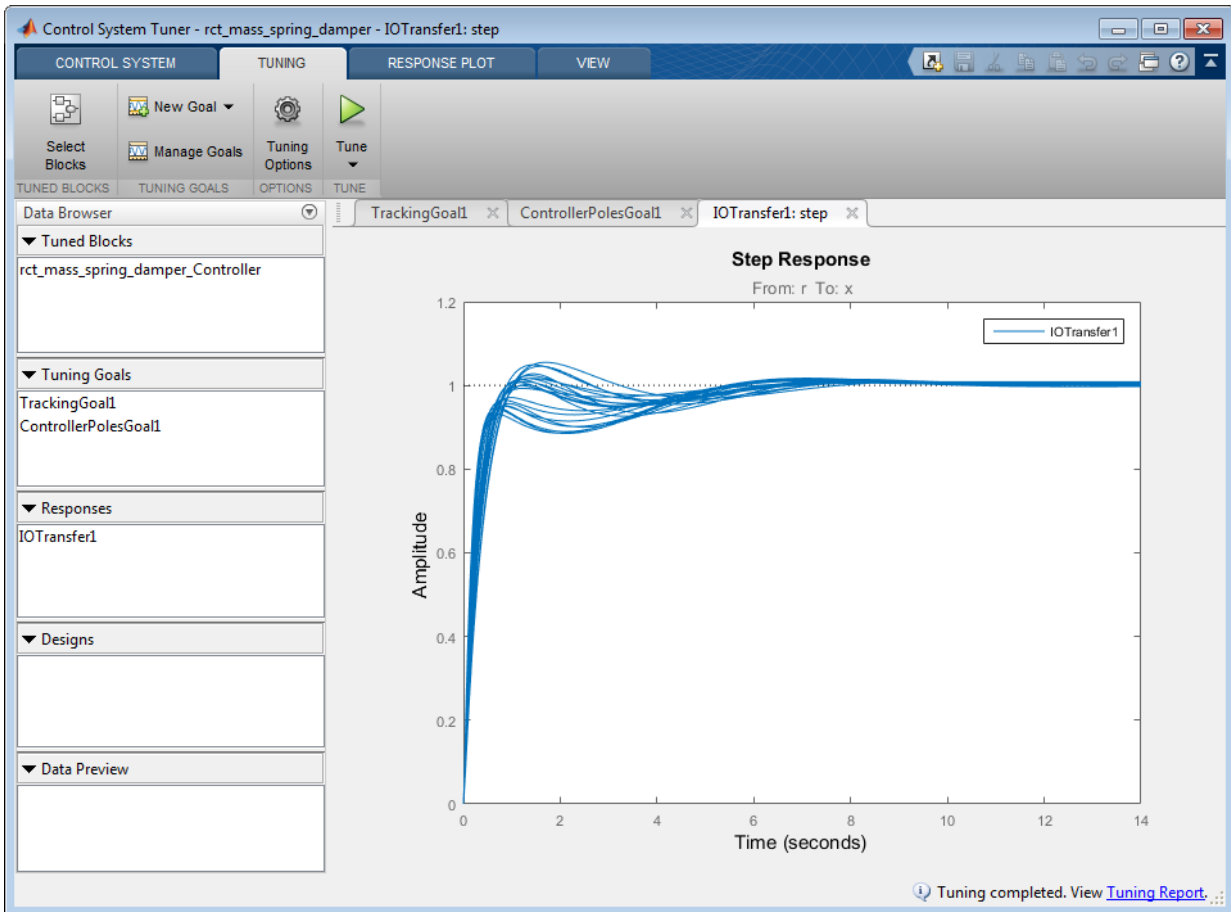 Control System Tuner - rct_mass_spring_damper - IOTransfer1: step
CONTROL SYSTEM TUNING RESPONSE PLOT VIEW
Select Blocks
New Goal
Manage Goals
Tuning Options
Tune
TUNED BLOCKS TUNING GOALS OPTIONS TUNE
Data Browser
Tuned Blocks
rct_mass_spring_damper_Controller
Tuning Goals
TrackingGoal1
ControllerPolesGoal1
Responses
IOTransfer1
Designs
Data Preview
TrackingGoal1 ControllerPolesGoal1 IOTransfer1: step
Step Response
From: r To: x
IOTransfer1
Amplitude
1.2
1
0.8
0.6
0.4
0.2
0
0 2 4 6 8 10 12 14
Time (seconds)
Tuning completed. View Tuning Report.